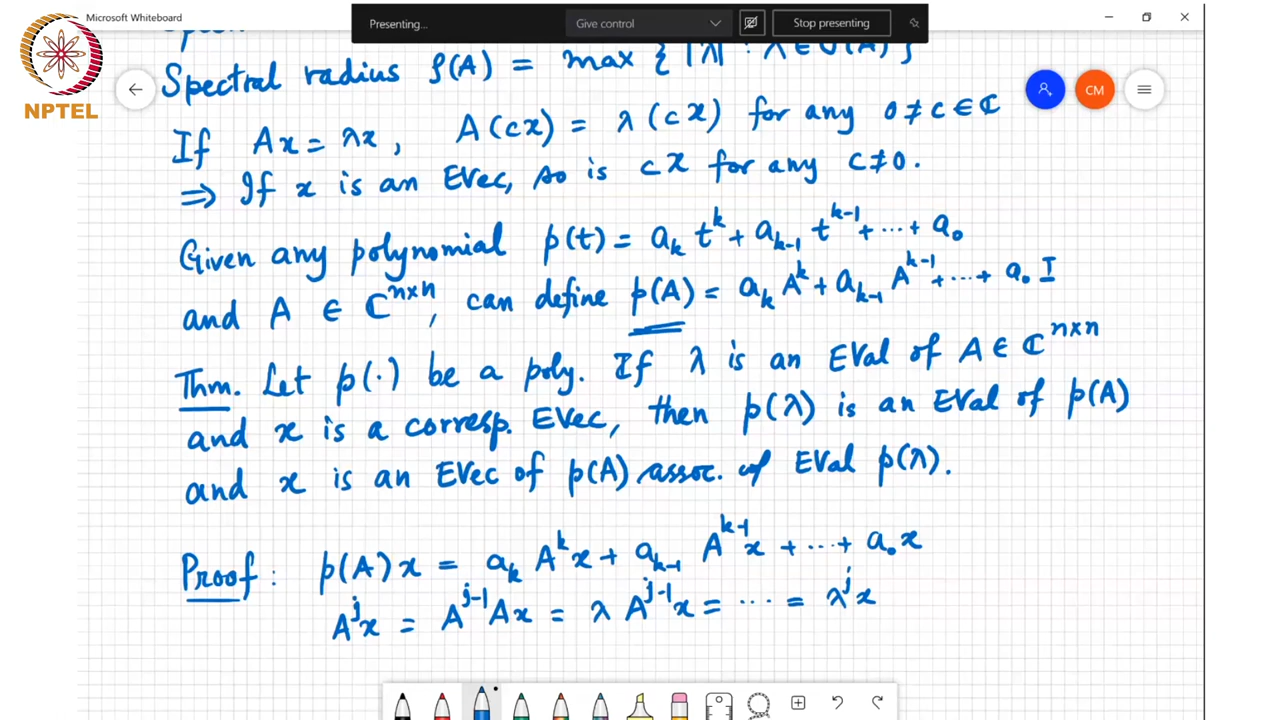 Microsoft Whiteboard
Presenting...
Give control
Stop presenting
NPTEL
CM
Spectral radius ρ(A) = max { |λ| : λ ∈ σ(A) }
If Ax = λx, A(cx) = λ(cx) for any 0 ≠ c ∈ ℂ
⇒ If x is an EVec, so is cx for any c ≠ 0.
Given any polynomial p(t) = a_k t^k + a_{k-1} t^{k-1} + ... + a_0
and A ∈ ℂ^{n×n}, can define p(A) = a_k A^k + a_{k-1} A^{k-1} + ... + a_0 I
Thm. Let p(·) be a poly. If λ is an EVal of A ∈ ℂ^{n×n}
and x is a corresp. EVec, then p(λ) is an EVal of p(A)
and x is an EVec of p(A) assoc. w/ EVal p(λ).
Proof: p(A)x = a_k A^k x + a_{k-1} A^{k-1} x + ... + a_0 x
A^j x = A^{j-1} Ax = λ A^{j-1} x = ... = λ^j x